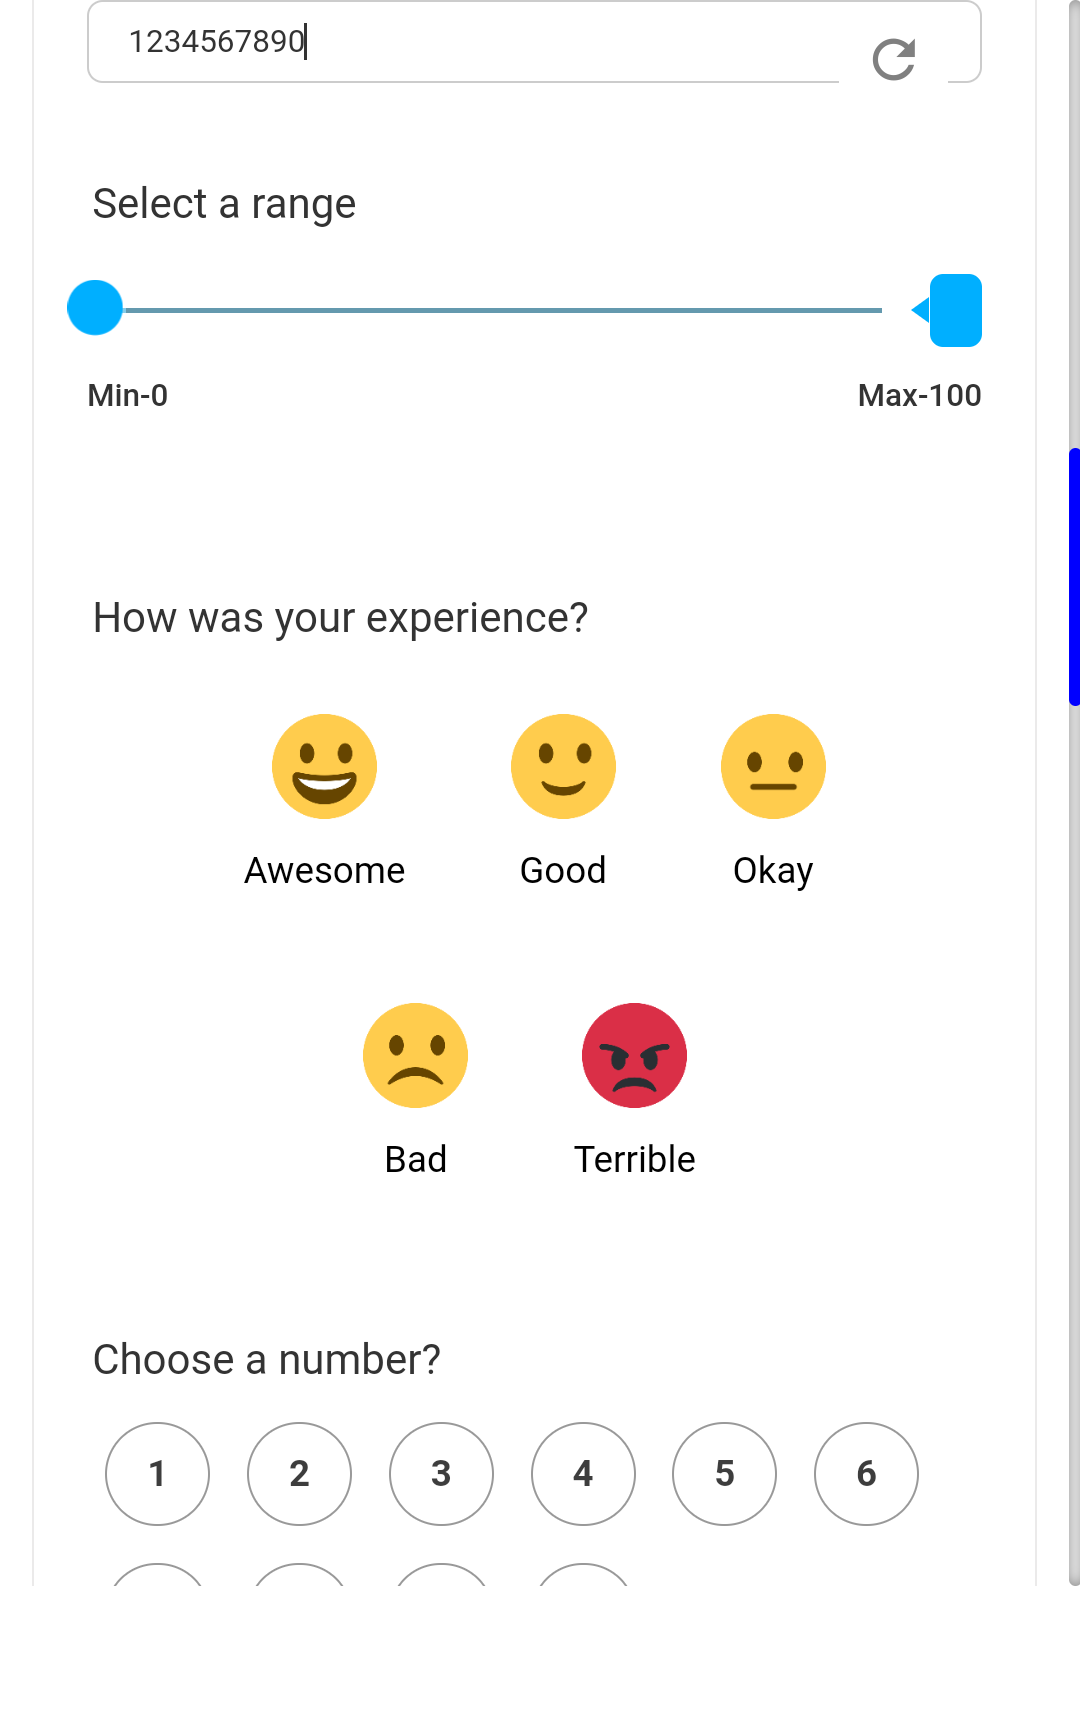 1234567890
Select a range
Min-0 Max-100
How was your experience?
Awesome Good Okay
Bad Terrible
Choose a number?
1 2 3 4 5 6